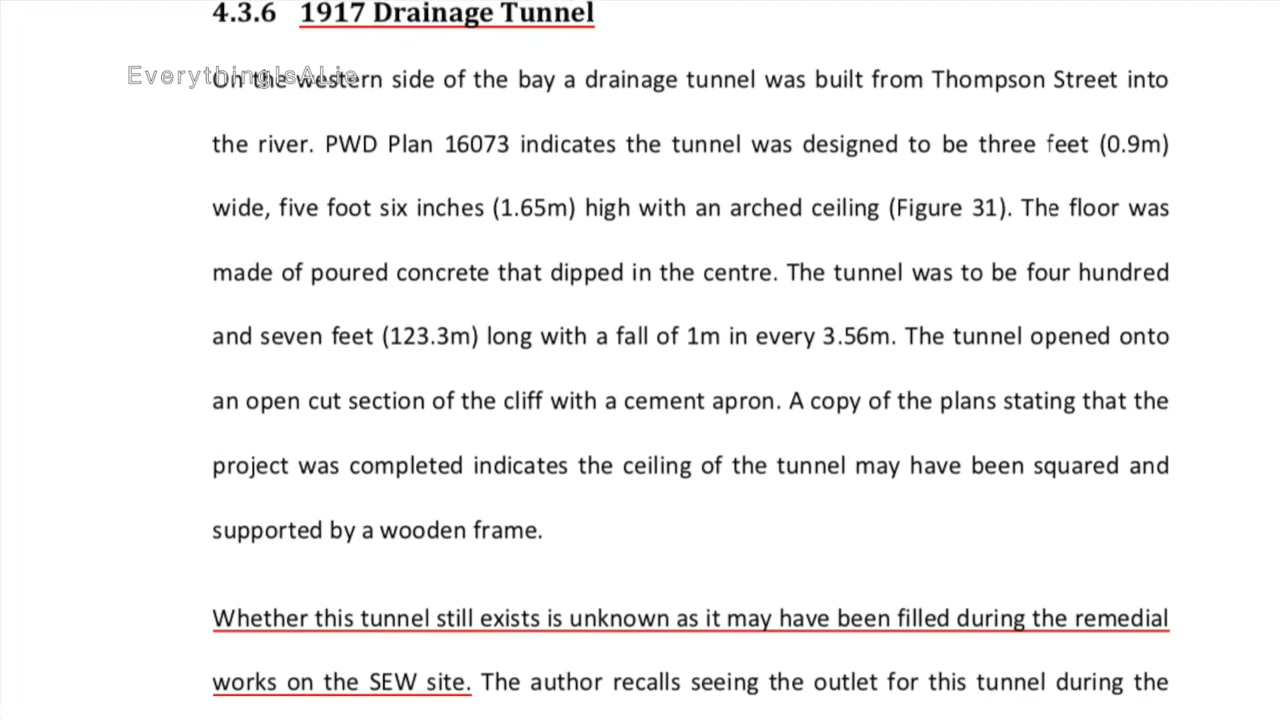 4.3.6 1917 Drainage Tunnel
EverythingIsALie
On the western side of the bay a drainage tunnel was built from Thompson Street into
the river. PWD Plan 16073 indicates the tunnel was designed to be three feet (0.9m)
wide, five foot six inches (1.65m) high with an arched ceiling (Figure 31). The floor was
made of poured concrete that dipped in the centre. The tunnel was to be four hundred
and seven feet (123.3m) long with a fall of 1m in every 3.56m. The tunnel opened onto
an open cut section of the cliff with a cement apron. A copy of the plans stating that the
project was completed indicates the ceiling of the tunnel may have been squared and
supported by a wooden frame.
Whether this tunnel still exists is unknown as it may have been filled during the remedial
works on the SEW site. The author recalls seeing the outlet for this tunnel during the